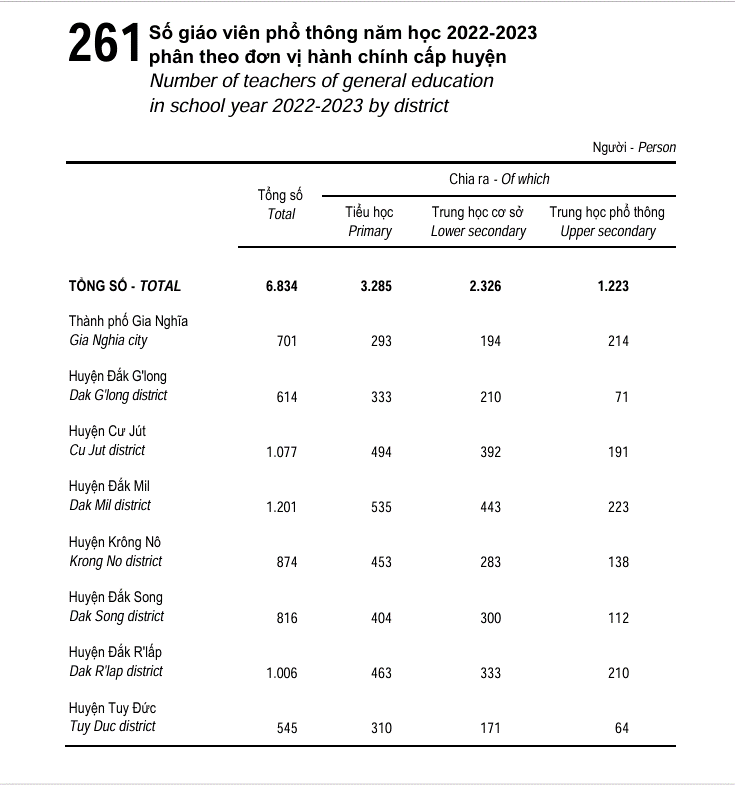 261 Số giáo viên phổ thông năm học 2022-2023
phân theo đơn vị hành chính cấp huyện
Number of teachers of general education
in school year 2022-2023 by district
Người - Person
Tổng số
Total
Chia ra - Of which
Tiểu học
Primary
Trung học cơ sở
Lower secondary
Trung học phổ thông
Upper secondary
TỔNG SỐ - TOTAL 6.834 3.285 2.326 1.223
Thành phố Gia Nghĩa
Gia Nghia city 701 293 194 214
Huyện Đắk G'long
Dak G'long district 614 333 210 71
Huyện Cư Jút
Cu Jut district 1.077 494 392 191
Huyện Đắk Mil
Dak Mil district 1.201 535 443 223
Huyện Krông Nô
Krong No district 874 453 283 138
Huyện Đắk Song
Dak Song district 816 404 300 112
Huyện Đắk R'lấp
Dak R'lap district 1.006 463 333 210
Huyện Tuy Đức
Tuy Duc district 545 310 171 64